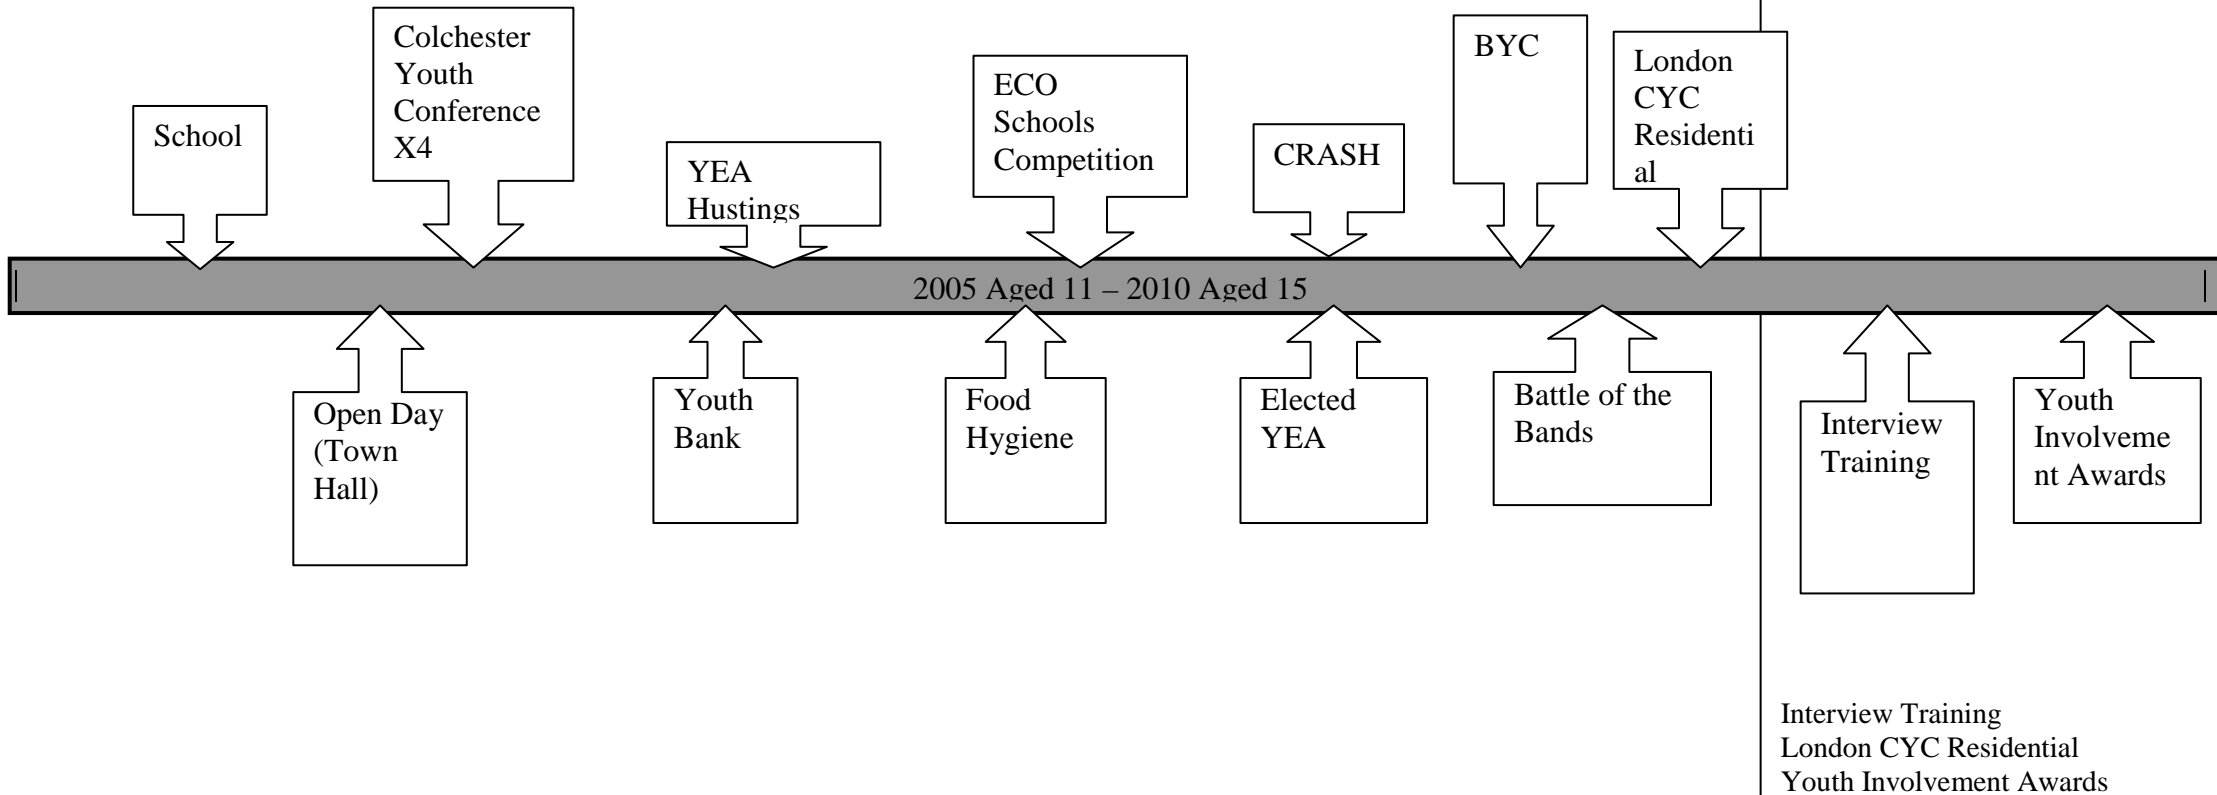 School
Colchester
Youth
Conference
X4
YEA
Hustings
ECO
Schools
Competition
CRASH
BYC
London
CYC
Residenti
al
2005 Aged 11 – 2010 Aged 15
Open Day
(Town
Hall)
Youth
Bank
Food
Hygiene
Elected
YEA
Battle of the
Bands
Interview
Training
Youth
Involveme
nt Awards
Interview Training
London CYC Residential
Youth Involvement Awards